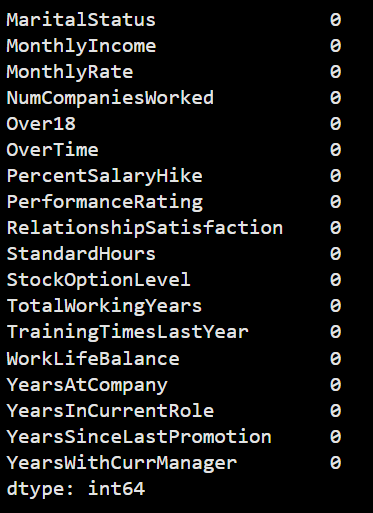 MaritalStatus 0
MonthlyIncome 0
MonthlyRate 0
NumCompaniesWorked 0
Over18 0
OverTime 0
PercentSalaryHike 0
PerformanceRating 0
RelationshipSatisfaction 0
StandardHours 0
StockOptionLevel 0
TotalWorkingYears 0
TrainingTimesLastYear 0
WorkLifeBalance 0
YearsAtCompany 0
YearsInCurrentRole 0
YearsSinceLastPromotion 0
YearsWithCurrManager 0
dtype: int64